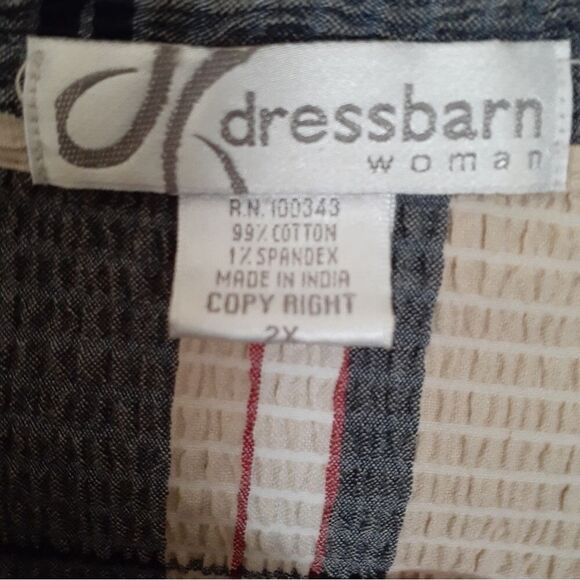 dressbarn
woman
R.N. 100343
99% COTTON
1% SPANDEX
MADE IN INDIA
COPY RIGHT
2X